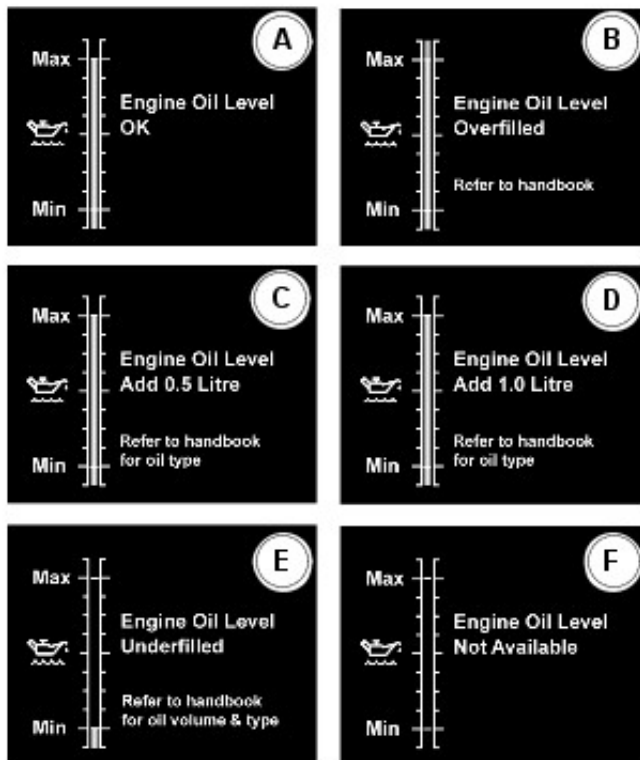 A
Max
Engine Oil Level
OK
Min
B
Max
Engine Oil Level
Overfilled
Refer to handbook
Min
C
Max
Engine Oil Level
Add 0.5 Litre
Refer to handbook
for oil type
Min
D
Max
Engine Oil Level
Add 1.0 Litre
Refer to handbook
for oil type
Min
E
Max
Engine Oil Level
Underfilled
Refer to handbook
for oil volume & type
Min
F
Max
Engine Oil Level
Not Available
Min